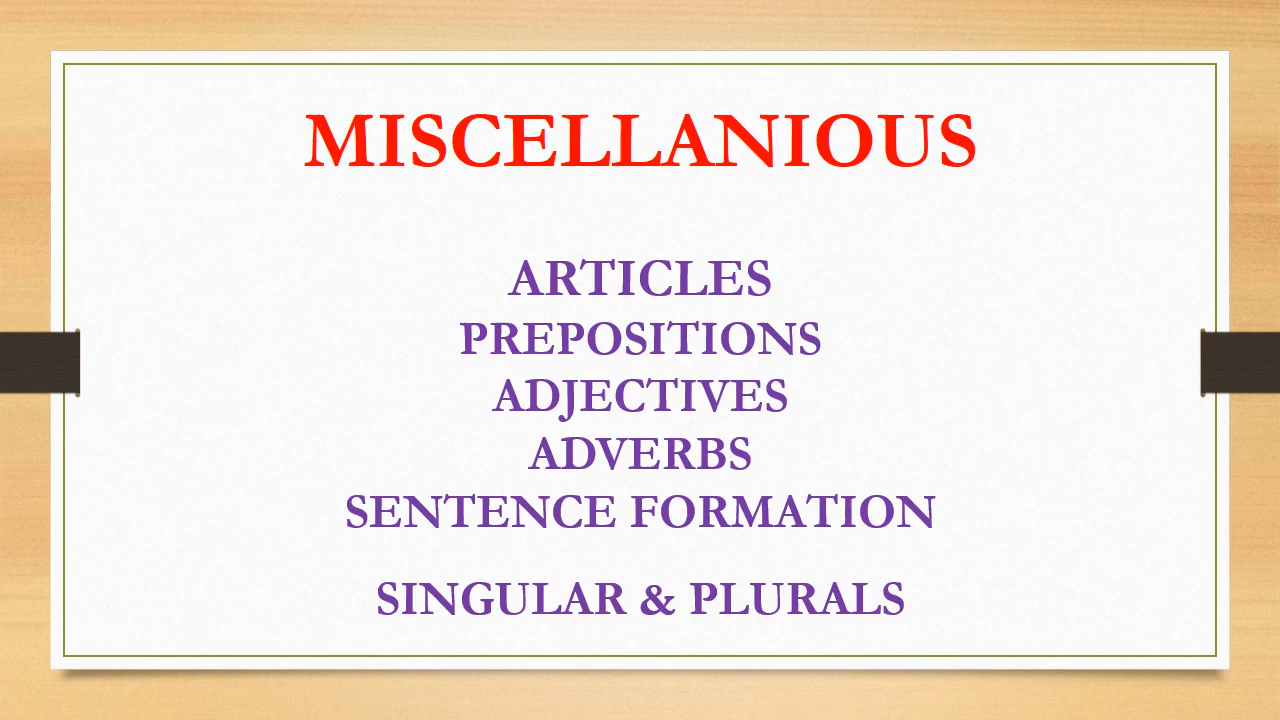 MISCELLANIOUS
ARTICLES
PREPOSITIONS
ADJECTIVES
ADVERBS
SENTENCE FORMATION
SINGULAR & PLURALS